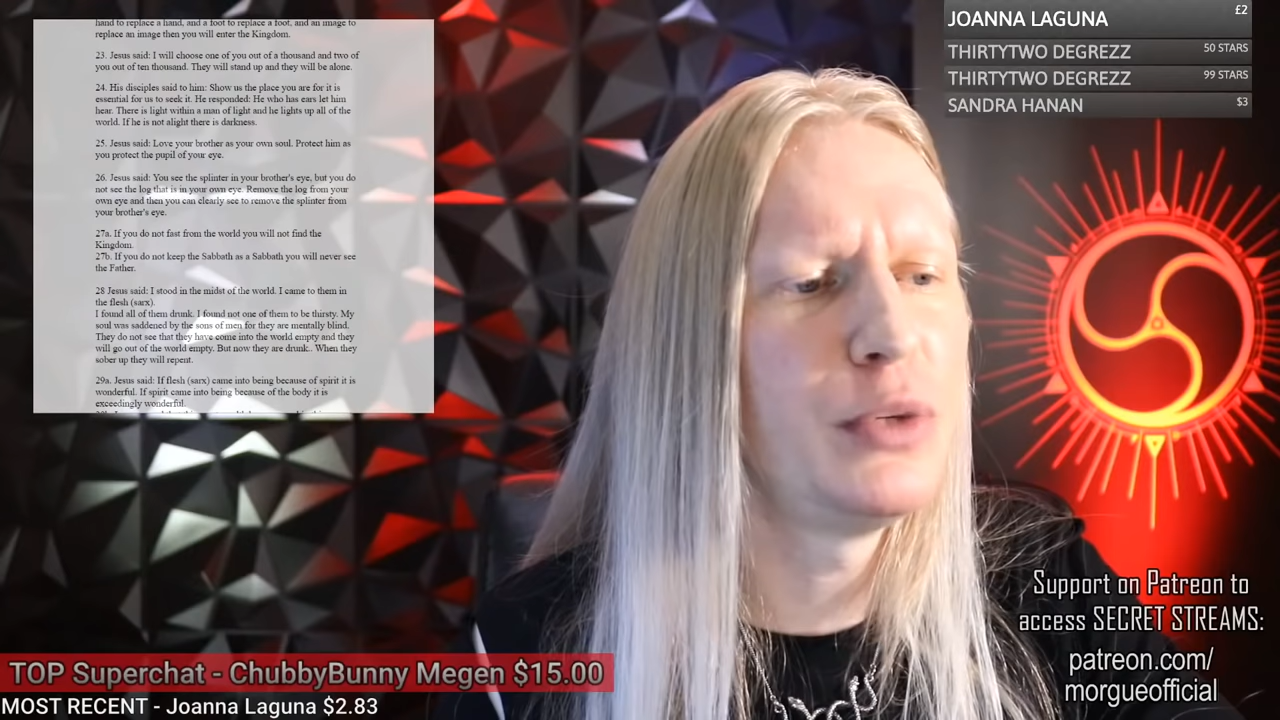 hand to replace a hand, and a foot to replace a foot, and an image to
replace an image then you will enter the Kingdom.
23. Jesus said: I will choose one of you out of a thousand and two of
you out of ten thousand. They will stand up and they will be alone.
24. His disciples said to him: Show us the place you are for it is
essential for us to seek it. He responded: He who has ears let him
hear. There is light within a man of light and he lights up all of the
world. If he is not alight there is darkness.
25. Jesus said: Love your brother as your own soul. Protect him as
you protect the pupil of your eye.
26. Jesus said: You see the splinter in your brother's eye, but you do
not see the log that is in your own eye. Remove the log from your
own eye and then you can clearly see to remove the splinter from
your brother's eye.
27a. If you do not fast from the world you will not find the
Kingdom.
27b. If you do not keep the Sabbath as a Sabbath you will never see
the Father.
28 Jesus said: I stood in the midst of the world. I came to them in
the flesh (sarx).
I found all of them drunk. I found not one of them to be thirsty. My
soul was saddened by the sons of men for they are mentally blind.
They do not see that they have come into the world empty and they
will go out of the world empty. But now they are drunk.. When they
sober up they will repent.
29a. Jesus said: If flesh (sarx) came into being because of spirit it is
wonderful. If spirit came into being because of the body it is
exceedingly wonderful.
JOANNA LAGUNA £2
THIRTYTWO DEGREZZ 50 STARS
THIRTYTWO DEGREZZ 99 STARS
SANDRA HANAN $3
Support on Patreon to
access SECRET STREAMS:
patreon.com/
morgueofficial
TOP Superchat - ChubbyBunny Megen $15.00
MOST RECENT - Joanna Laguna $2.83